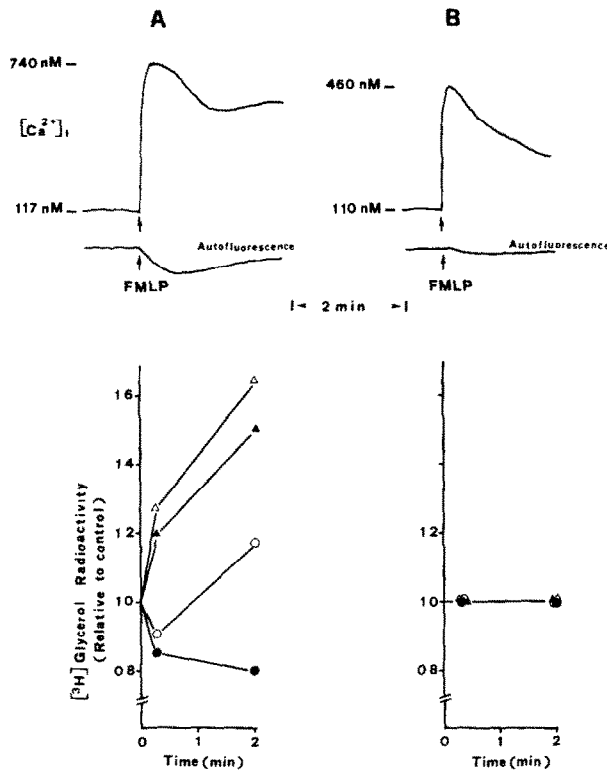 A
B
740 nM
460 nM
[Ca²⁺]ᵢ
117 nM
110 nM
Autofluorescence
Autofluorescence
FMLP
FMLP
2 min
[³H] Glycerol Radioactivity
(Relative to control)
1.6
1.4
1.2
1.0
0.8
0 1 2
Time (min)
1.2
1.0
0.8
0 1 2
Time (min)